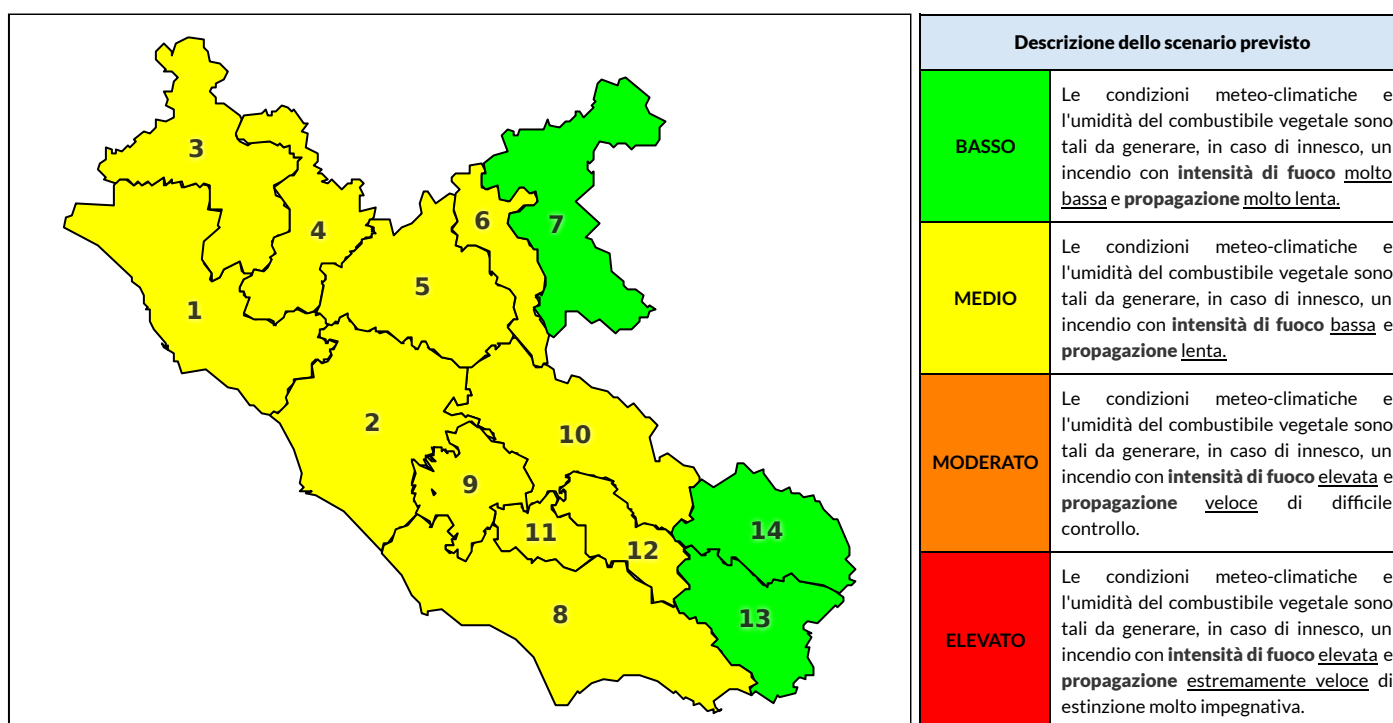 3
4
6
7
5
1
2
10
9
11
12
14
8
13
Descrizione dello scenario previsto
BASSO
Le condizioni meteo-climatiche e
l'umidità del combustibile vegetale sono
tali da generare, in caso di innesco, un
incendio con intensità di fuoco molto
bassa e propagazione molto lenta.
MEDIO
Le condizioni meteo-climatiche e
l'umidità del combustibile vegetale sono
tali da generare, in caso di innesco, un
incendio con intensità di fuoco bassa e
propagazione lenta.
MODERATO
Le condizioni meteo-climatiche e
l'umidità del combustibile vegetale sono
tali da generare, in caso di innesco, un
incendio con intensità di fuoco elevata e
propagazione veloce di difficile
controllo.
ELEVATO
Le condizioni meteo-climatiche e
l'umidità del combustibile vegetale sono
tali da generare, in caso di innesco, un
incendio con intensità di fuoco elevata e
propagazione estremamente veloce di
estinzione molto impegnativa.